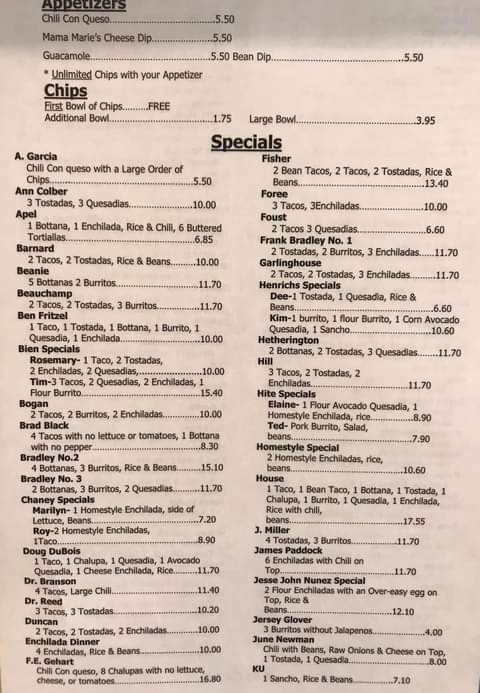 Appetizers
Chili Con Queso.................................5.50
Mama Marie's Cheese Dip....................5.50
Guacamole.......................................5.50 Bean Dip.............................................5.50
* Unlimited Chips with your Appetizer
Chips
First Bowl of Chips.........FREE
Additional Bowl................................1.75 Large Bowl.......................................3.95
Specials
A. Garcia
Chili Con queso with a Large Order of
Chips..............................................5.50
Ann Colber
3 Tostadas, 3 Quesadias....................10.00
Apel
1 Bottana, 1 Enchilada, Rice & Chili, 6 Buttered
Tortiallas.........................................6.85
Barnard
2 Tacos, 2 Tostadas, Rice & Beans.........10.00
Beanie
5 Bottanas 2 Burritos..........................11.70
Beauchamp
2 Tacos, 2 Tostadas, 3 Burritos..............11.70
Ben Fritzel
1 Taco, 1 Tostada, 1 Bottana, 1 Burrito, 1
Quesadia, 1 Enchilada.........................10.00
Bien Specials
Rosemary- 1 Taco, 2 Tostadas,
2 Enchiladas, 2 Quesadias,....................10.00
Tim-3 Tacos, 2 Quesadias, 2 Enchiladas, 1
Flour Burrito......................................15.40
Bogan
2 Tacos, 2 Burritos, 2 Enchiladas...........10.00
Brad Black
4 Tacos with no lettuce or tomatoes, 1 Bottana
with no pepper...................................8.30
Bradley No.2
4 Bottanas, 3 Burritos, Rice & Beans........15.10
Bradley No. 3
2 Bottanas, 3 Burritos, 2 Quesadias.........11.70
Chaney Specials
Marilyn- 1 Homestyle Enchilada, side of
Lettuce, Beans...................................7.20
Roy-2 Homestyle Enchiladas,
1Taco...............................................8.90
Doug DuBois
1 Taco, 1 Chalupa, 1 Quesadia, 1 Avocado
Quesadia, 1 Cheese Enchilada, Rice........11.70
Dr. Branson
4 Tacos, Large Chili............................11.40
Dr. Reed
3 Tacos, 3 Tostadas............................10.20
Duncan
2 Tacos, 2 Tostadas, 2 Enchiladas..........10.00
Enchilada Dinner
4 Enchiladas, Rice & Beans...................10.00
F.E. Gehart
Chili Con queso, 8 Chalupas with no lettuce,
cheese, or tomatoes...........................16.80
Fisher
2 Bean Tacos, 2 Tacos, 2 Tostadas, Rice &
Beans..............................................13.40
Foree
3 Tacos, 3Enchiladas..........................10.00
Foust
2 Tacos 3 Quesadias...........................6.60
Frank Bradley No. 1
2 Tostadas, 2 Burritos, 3 Enchiladas......11.70
Garlinghouse
2 Tacos, 2 Tostadas, 3 Enchiladas.........11.70
Henrichs Specials
Dee-1 Tostada, 1 Quesadia, Rice &
Beans..............................................6.60
Kim-1 burrito, 1 flour Burrito, 1 Corn Avocado
Quesadia, 1 Sancho............................10.60
Hetherington
2 Bottanas, 2 Tostadas, 3 Quesadias.......11.70
Hill
3 Tacos, 2 Tostadas, 2
Enchiladas.......................................11.70
Hite Specials
Elaine- 1 Flour Avocado Quesadia, 1
Homestyle Enchilada, rice....................8.90
Ted- Pork Burrito, Salad,
beans..............................................7.90
Homestyle Special
2 Homestyle Enchiladas, rice,
beans..............................................10.60
House
1 Taco, 1 Bean Taco, 1 Bottana, 1 Tostada, 1
Chalupa, 1 Burrito, 1 Quesadia, 1 Enchilada,
Rice with chili,
beans..............................................17.55
J. Miller
4 Tostadas, 3 Burritos.........................11.70
James Paddock
6 Enchiladas with Chili on
Top.................................................11.70
Jesse John Nunez Special
2 Flour Enchiladas with an Over-easy egg on
Top, Rice &
Beans..............................................12.10
Jersey Glover
3 Burritos without Jalapenos..................4.00
June Newman
Chili with Beans, Raw Onions & Cheese on Top,
1 Tostada, 1 Quesadia.........................8.00
KU
1 Sancho, Rice & Beans.......................7.10